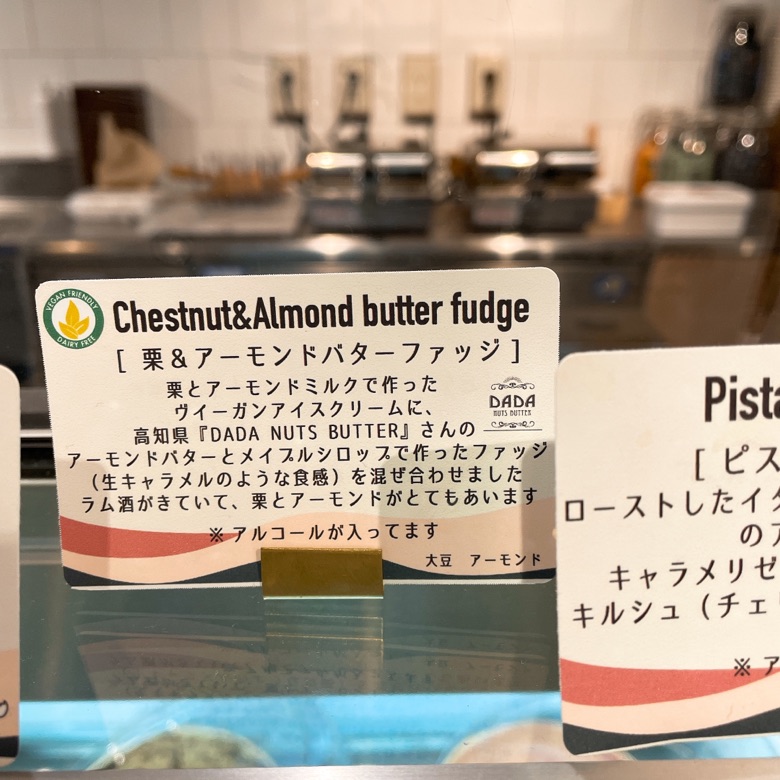 VEGAN FRIENDLY
DAIRY FREE
Chestnut&Almond butter fudge
[ 栗&アーモンドバターファッジ ]
栗とアーモンドミルクで作った
ヴイーガンアイスクリームに、
高知県『DADA NUTS BUTTER』さんの
アーモンドバターとメイプルシロップで作ったファッジ
(生キャラメルのような食感)を混ぜ合わせました
ラム酒がきていて、栗とアーモンドがとてもあいます
※ アルコールが入ってます
大豆 アーモンド
DADA
NUTS BUTTER
Pista
[ ピス
ローストしたイタ
のア
キャラメリゼ
キルシュ(チェ
※ ア